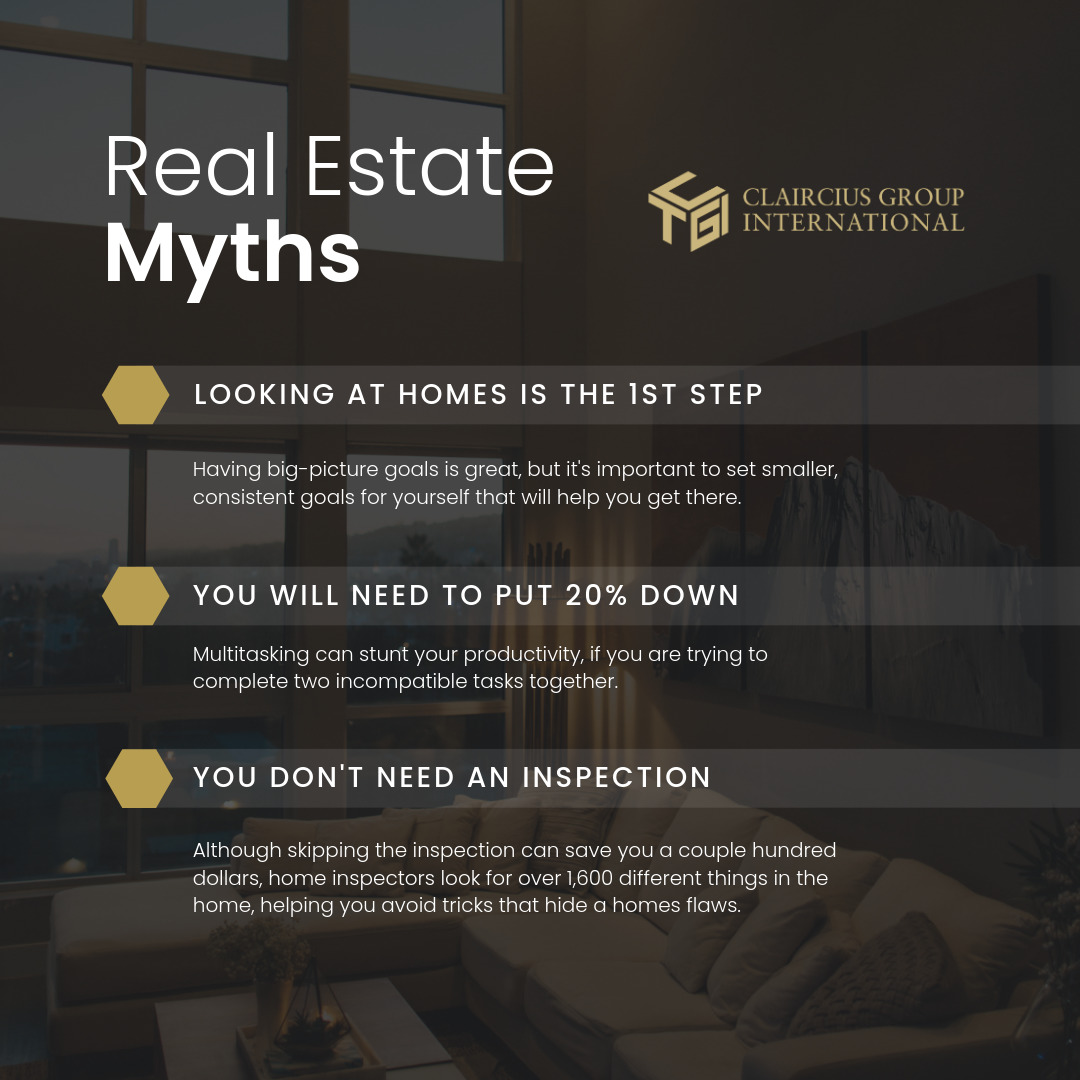 Real Estate
Myths
CLAIRCIUS GROUP
INTERNATIONAL
LOOKING AT HOMES IS THE 1ST STEP
Having big-picture goals is great, but it's important to set smaller,
consistent goals for yourself that will help you get there.
YOU WILL NEED TO PUT 20% DOWN
Multitasking can stunt your productivity, if you are trying to
complete two incompatible tasks together.
YOU DON'T NEED AN INSPECTION
Although skipping the inspection can save you a couple hundred
dollars, home inspectors look for over 1,600 different things in the
home, helping you avoid tricks that hide a homes flaws.